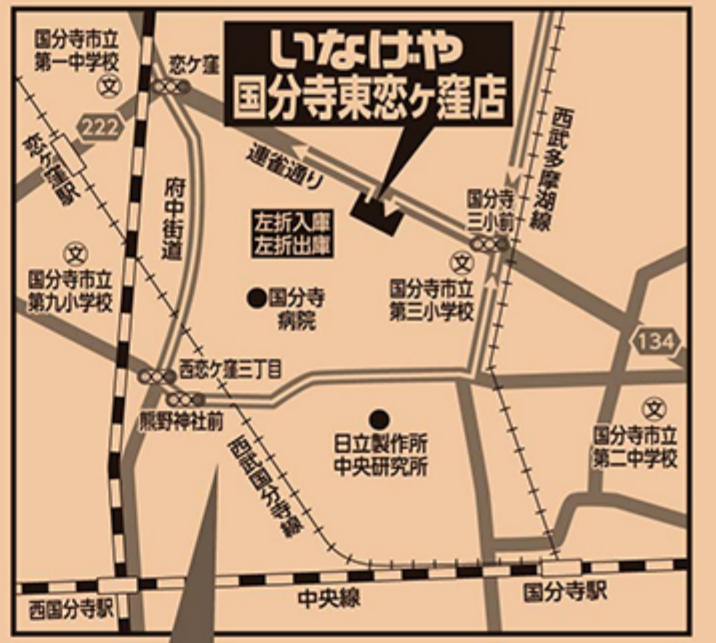 国分寺市立
第一中学校
恋ケ窪
いなげや
国分寺東恋ヶ窪店
222
恋ケ窪駅
連雀通り
西武多摩湖線
府中街道
左折入庫
左折出庫
国分寺
三小前
国分寺市立
第九小学校
国分寺
病院
国分寺市立
第三小学校
134
西恋ケ窪三丁目
熊野神社前
日立製作所
中央研究所
国分寺市立
第二中学校
西武国分寺線
西国分寺駅
中央線
国分寺駅